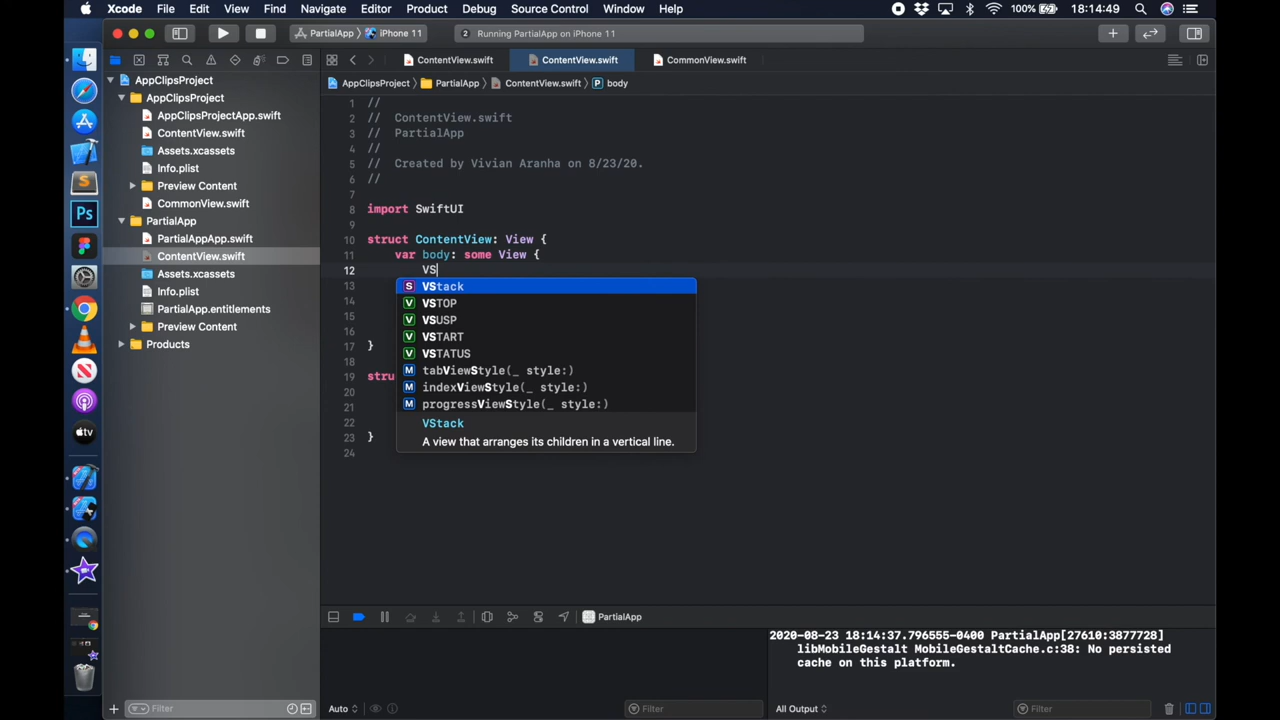 Xcode File Edit View Find Navigate Editor Product Debug Source Control Window Help 100% 18:14:49
PartialApp iPhone 11 2 Running PartialApp on iPhone 11
ContentView.swift ContentView.swift CommonView.swift
AppClipsProject PartialApp ContentView.swift P body
AppClipsProject
AppClipsProject
AppClipsProjectApp.swift
ContentView.swift
Assets.xcassets
Info.plist
Preview Content
CommonView.swift
PartialApp
PartialAppApp.swift
ContentView.swift
Assets.xcassets
Info.plist
PartialApp.entitlements
Preview Content
Products
Filter
S
Ps
tv
1 //
2 // ContentView.swift
3 // PartialApp
4 //
5 // Created by Vivian Aranha on 8/23/20.
6 //
7
8 import SwiftUI
9
10 struct ContentView: View {
11 var body: some View {
12 VS
13
14
15
16
17 }
18
19 stru
20
21
22
23 }
24
S VStack
V VSTOP
V VSUSP
V VSTART
V VSTATUS
M tabViewStyle(_ style:)
M indexViewStyle(_ style:)
M progressViewStyle(_ style:)
VStack
A view that arranges its children in a vertical line.
PartialApp
2020-08-23 18:14:37.796555-0400 PartialApp[27610:3877728]
libMobileGestalt MobileGestaltCache.c:38: No persisted
cache on this platform.
Auto Filter All Output Filter